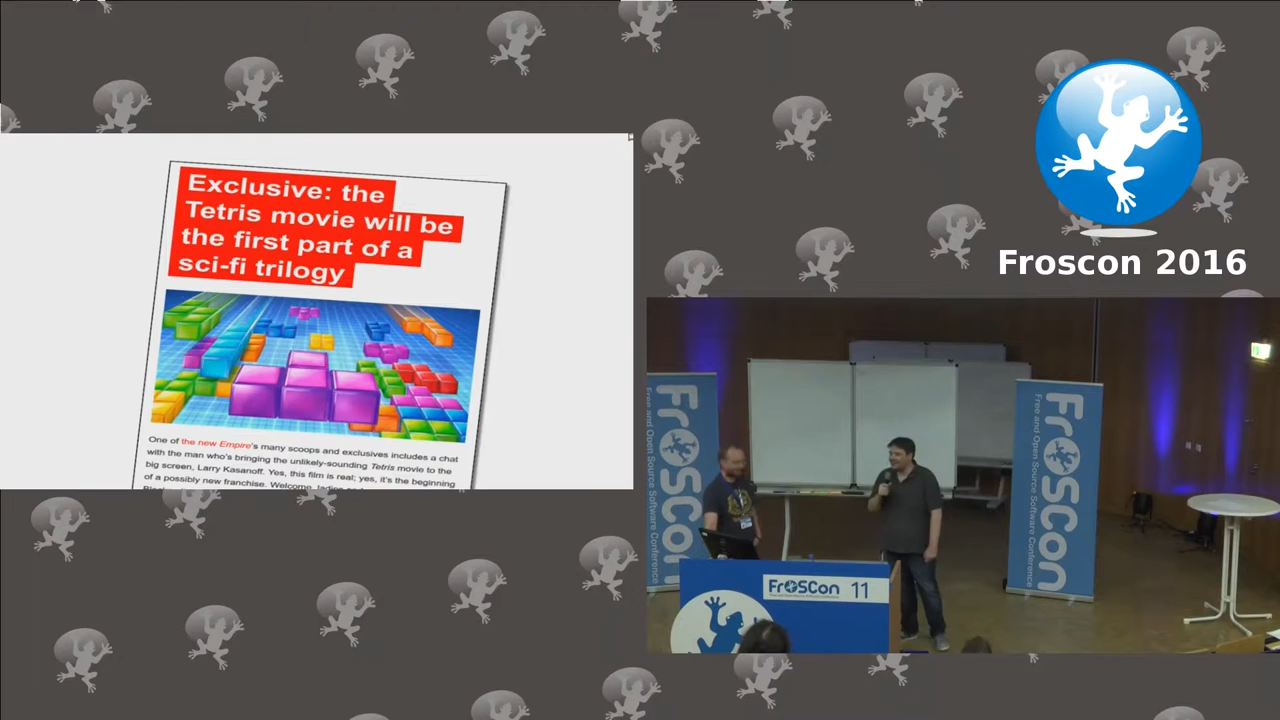 Exclusive: the
Tetris movie will be
the first part of a
sci-fi trilogy
One of the new Empire's many scoops and exclusives includes a chat
with the man who's bringing the unlikely-sounding Tetris movie to the
big screen, Larry Kasanoff. Yes, this film is real; yes, it's the beginning
of a possibly new franchise. Welcome, ladies
Froscon 2016
FrOSCon
Free and Open Source Software Conference
FrOSCon
Free and Open Source Software Conference
FrOSCon 11